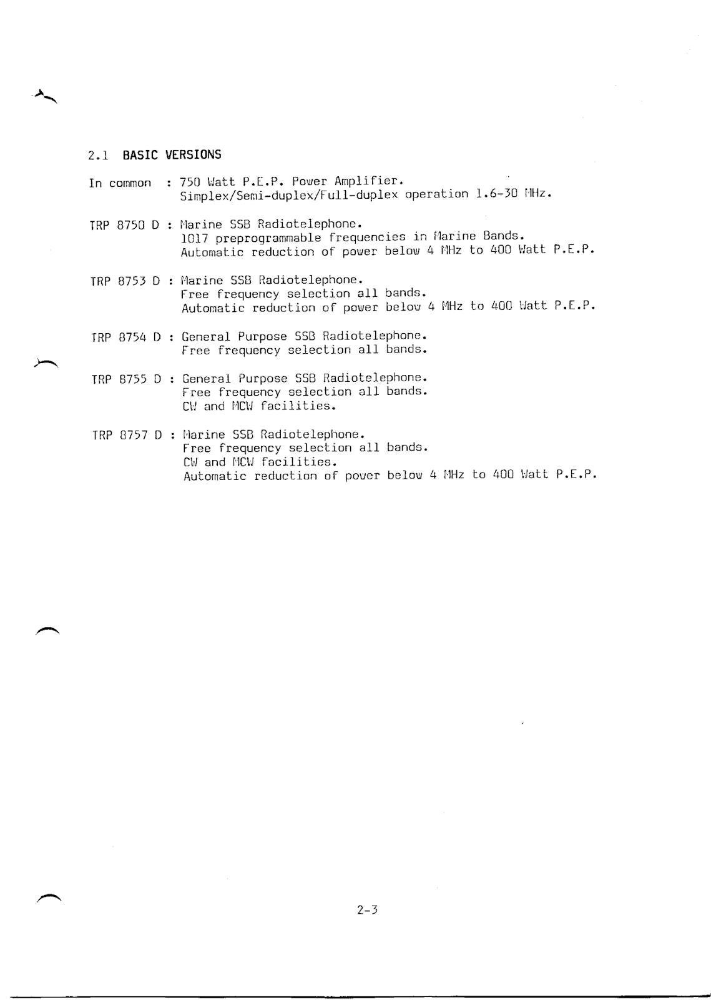 2.1 BASIC VERSIONS
In common : 750 Watt P.E.P. Power Amplifier.
Simplex/Semi-duplex/Full-duplex operation 1.6-30 MHz.
TRP 8750 D : Marine SSB Radiotelephone.
1017 preprogrammable frequencies in Marine Bands.
Automatic reduction of power below 4 MHz to 400 Watt P.E.P.
TRP 8753 D : Marine SSB Radiotelephone.
Free frequency selection all bands.
Automatic reduction of power below 4 MHz to 400 Watt P.E.P.
TRP 8754 D : General Purpose SSB Radiotelephone.
Free frequency selection all bands.
TRP 8755 D : General Purpose SSB Radiotelephone.
Free frequency selection all bands.
CW and MCW facilities.
TRP 8757 D : Marine SSB Radiotelephone.
Free frequency selection all bands.
CW and MCW facilities.
Automatic reduction of power below 4 MHz to 400 Watt P.E.P.
2-3